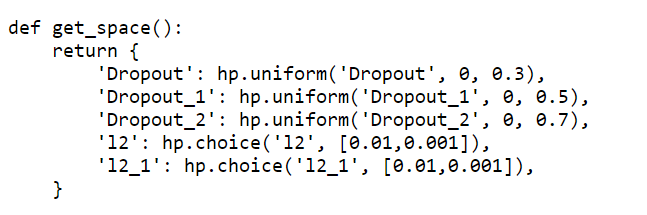 def get_space():
    return {
        'Dropout': hp.uniform('Dropout', 0, 0.3),
        'Dropout_1': hp.uniform('Dropout_1', 0, 0.5),
        'Dropout_2': hp.uniform('Dropout_2', 0, 0.7),
        'l2': hp.choice('l2', [0.01,0.001]),
        'l2_1': hp.choice('l2_1', [0.01,0.001]),
    }